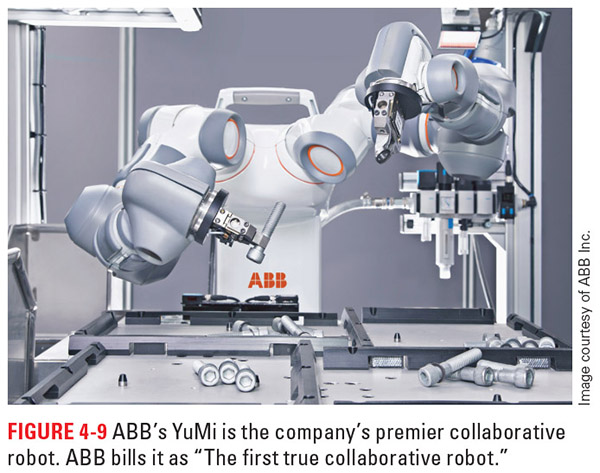 ABB
Image courtesy of ABB Inc.
FIGURE 4-9 ABB’s YuMi is the company’s premier collaborative
robot. ABB bills it as “The first true collaborative robot.”